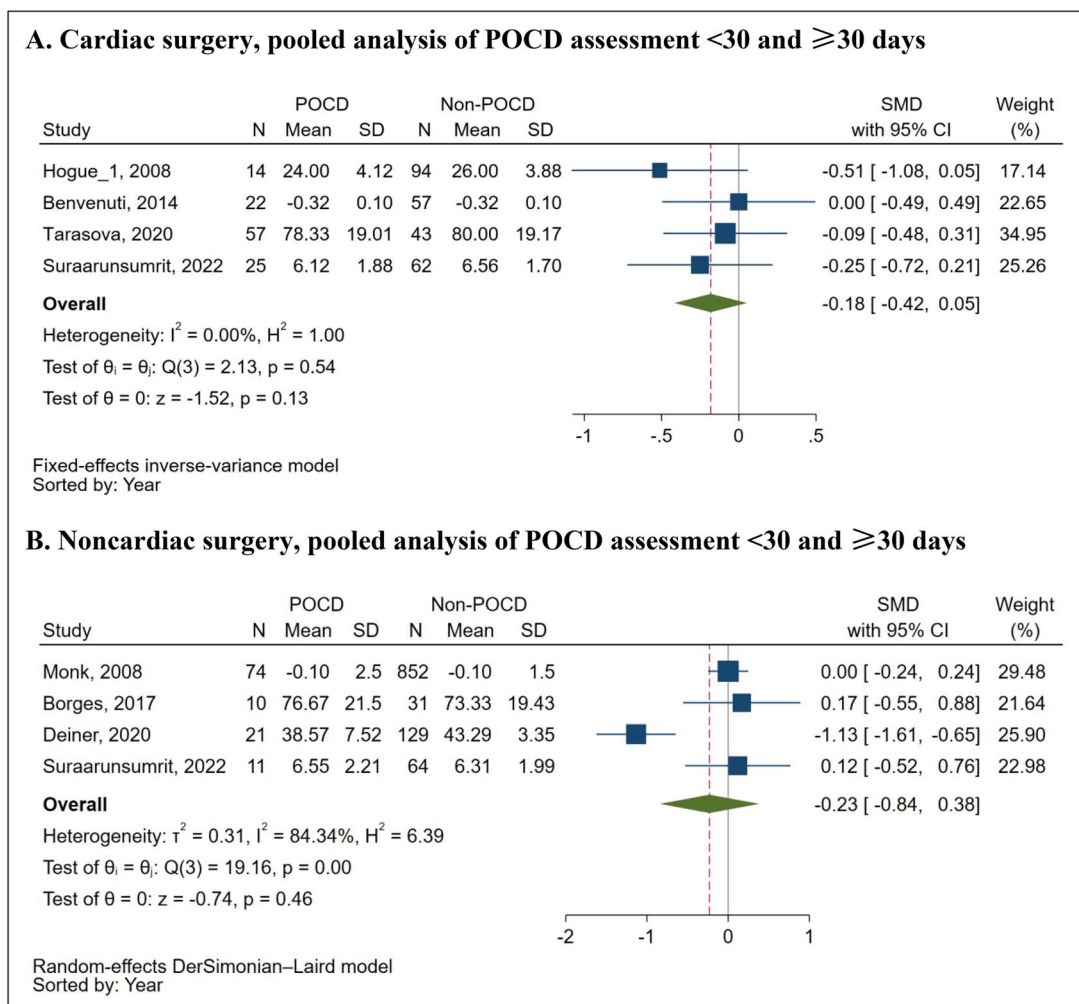 A. Cardiac surgery, pooled analysis of POCD assessment <30 and ⩾30 days
POCD Non-POCD SMD Weight
Study N Mean SD N Mean SD with 95% CI (%)
Hogue_1, 2008 14 24.00 4.12 94 26.00 3.88 -0.51 [ -1.08, 0.05] 17.14
Benvenuti, 2014 22 -0.32 0.10 57 -0.32 0.10 0.00 [ -0.49, 0.49] 22.65
Tarasova, 2020 57 78.33 19.01 43 80.00 19.17 -0.09 [ -0.48, 0.31] 34.95
Suraarunsumrit, 2022 25 6.12 1.88 62 6.56 1.70 -0.25 [ -0.72, 0.21] 25.26
Overall -0.18 [ -0.42, 0.05]
Heterogeneity: I² = 0.00%, H² = 1.00
Test of θᵢ = θⱼ: Q(3) = 2.13, p = 0.54
Test of θ = 0: z = -1.52, p = 0.13
-1 -.5 0 .5
Fixed-effects inverse-variance model
Sorted by: Year
B. Noncardiac surgery, pooled analysis of POCD assessment <30 and ⩾30 days
POCD Non-POCD SMD Weight
Study N Mean SD N Mean SD with 95% CI (%)
Monk, 2008 74 -0.10 2.5 852 -0.10 1.5 0.00 [ -0.24, 0.24] 29.48
Borges, 2017 10 76.67 21.5 31 73.33 19.43 0.17 [ -0.55, 0.88] 21.64
Deiner, 2020 21 38.57 7.52 129 43.29 3.35 -1.13 [ -1.61, -0.65] 25.90
Suraarunsumrit, 2022 11 6.55 2.21 64 6.31 1.99 0.12 [ -0.52, 0.76] 22.98
Overall -0.23 [ -0.84, 0.38]
Heterogeneity: τ² = 0.31, I² = 84.34%, H² = 6.39
Test of θᵢ = θⱼ: Q(3) = 19.16, p = 0.00
Test of θ = 0: z = -0.74, p = 0.46
-2 -1 0 1
Random-effects DerSimonian–Laird model
Sorted by: Year